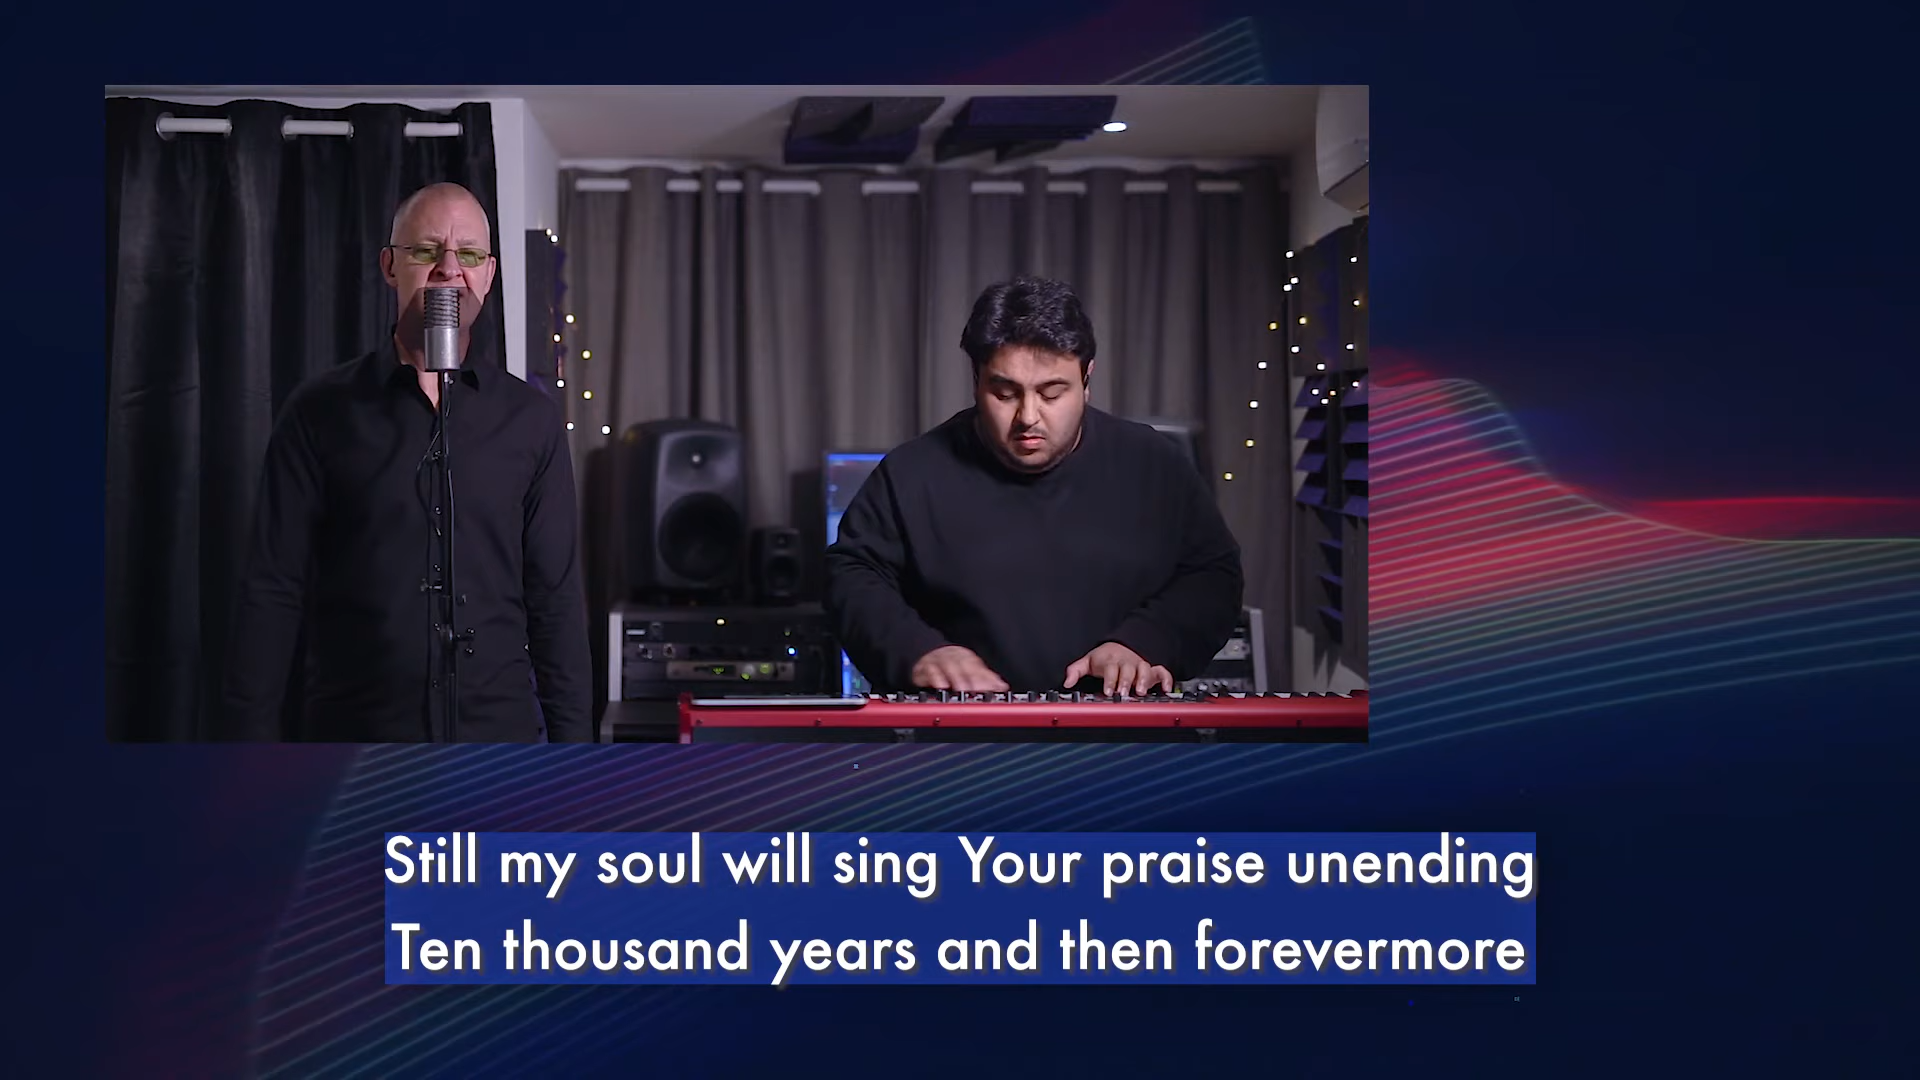 Still my soul will sing Your praise unending
Ten thousand years and then forevermore